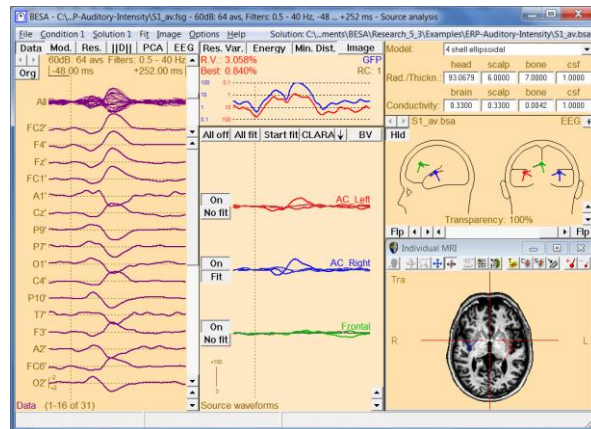 BESA - C:\...P-Auditory-Intensity\S1_av.fsg - 60dB: 64 avs, Filters: 0.5 - 40 Hz, -48 ... +252 ms - Source analysis
File Condition 1 Solution 1 Fit Image Options Help Solution: C:\...ments\BESA\Research_5_3\Examples\ERP-Auditory-Intensity\S1_av.bsa
Data Mod. Res. ||D|| PCA EEG
Org
60dB: 64 avs Filters: 0.5 - 40 Hz
-48.00 ms +252.00 ms
All
FC2'
F4'
Fz'
FC1'
A1'
Cz'
P9'
P7'
O1'
C4'
P10'
T7'
F3'
A2'
FC6'
O2'
Data (1-16 of 31)
Res. Var. Energy Min. Dist. Image
R.V.: 3.058% GFP
Best: 0.840% RC: 1
All off All fit Start fit CLARA BV
On
No fit
AC_Left
On
Fit
AC_Right
On
No fit
Frontal
+100
0
Source waveforms
Model: 4 shell ellipsoidal
head scalp bone csf
Rad./Thickn.: 93.0679 6.0000 7.0000 1.0000
brain scalp bone csf
Conductivity: 0.3300 0.3300 0.0042 1.0000
S1_av.bsa EEG
Hld
Transparency: 100%
Flp Flp
Individual MRI
Tra
R L